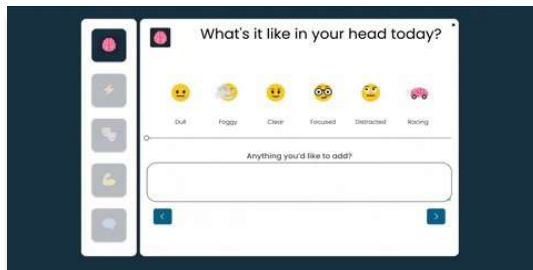 What's it like in your head today?
Dull Foggy Clear Focused Distracted Racing
Anything you'd like to add?